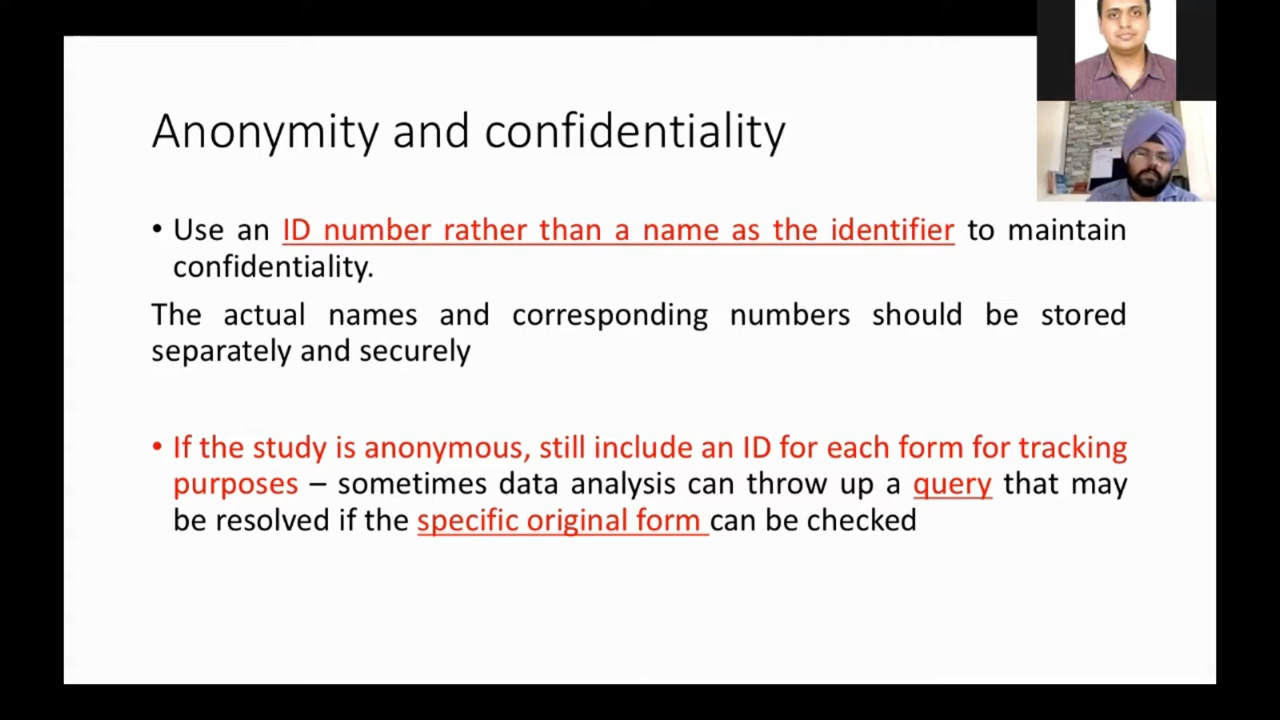 Anonymity and confidentiality
• Use an ID number rather than a name as the identifier to maintain
confidentiality.
The actual names and corresponding numbers should be stored
separately and securely
• If the study is anonymous, still include an ID for each form for tracking
purposes – sometimes data analysis can throw up a query that may
be resolved if the specific original form can be checked